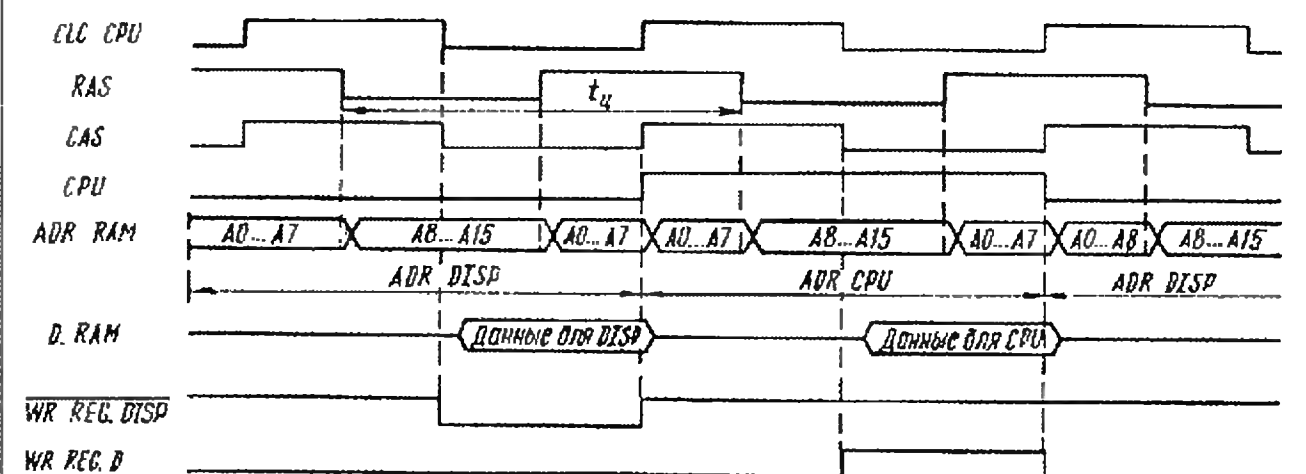 CLC CPU
RAS
tц
CAS
CPU
ADR RAM A0...A7 A8...A15 A0...A7 A0...A7 A8...A15 A0...A7 A0...A8 A8...A15
ADR DISP ADR CPU ADR DISP
D. RAM Данные для DISP Данные для CPU
WR REG. DISP
WR REG. D